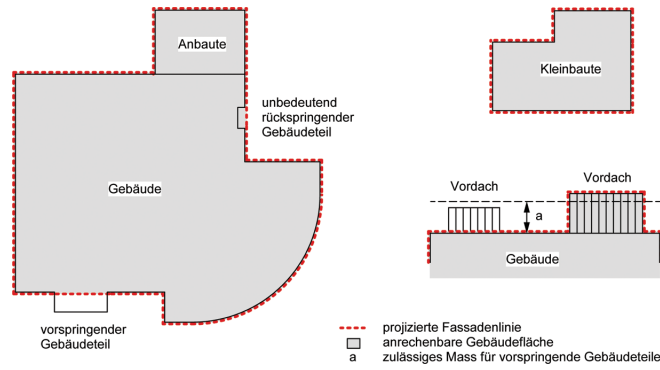 Anbaute
Kleinbaute
unbedeutend
rückspringender
Gebäudeteil
Gebäude
Vordach
Vordach
a
Gebäude
vorspringender
Gebäudeteil
projizierte Fassadenlinie
anrechenbare Gebäudefläche
a zulässiges Mass für vorspringende Gebäudeteile